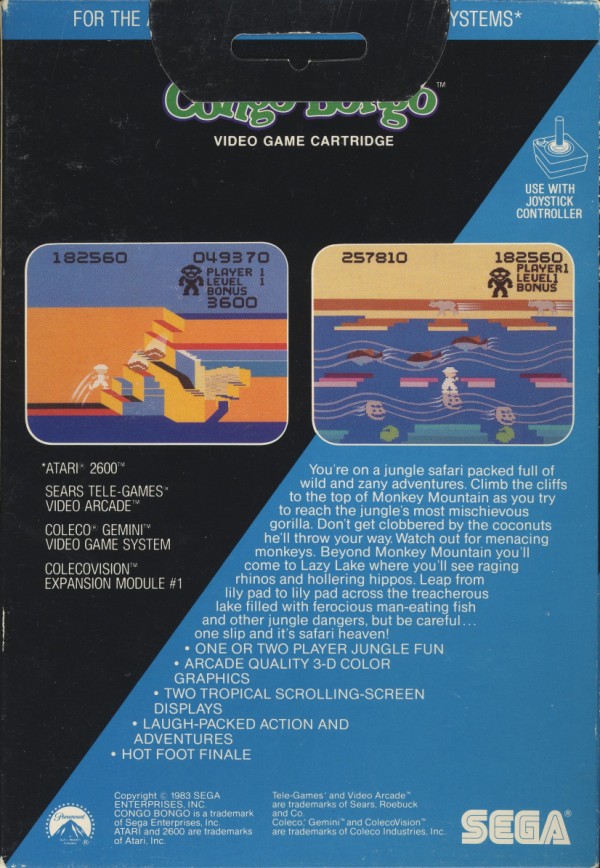 FOR THE A
YSTEMS*
Congo Bongo™
VIDEO GAME CARTRIDGE
USE WITH
JOYSTICK
CONTROLLER
182560 049370
PLAYER 1
LEVEL 1
BONUS
3600
257810 182560
PLAYER1
LEVEL1
BONUS
*ATARI® 2600™
SEARS TELE-GAMES®
VIDEO ARCADE™
COLECO® GEMINI™
VIDEO GAME SYSTEM
COLECOVISION™
EXPANSION MODULE #1
You're on a jungle safari packed full of
wild and zany adventures. Climb the cliffs
to the top of Monkey Mountain as you try
to reach the jungle's most mischievous
gorilla. Don't get clobbered by the coconuts
he'll throw your way. Watch out for menacing
monkeys. Beyond Monkey Mountain you'll
come to Lazy Lake where you'll see raging
rhinos and hollering hippos. Leap from
lily pad to lily pad across the treacherous
lake filled with ferocious man-eating fish
and other jungle dangers, but be careful...
one slip and it's safari heaven!
• ONE OR TWO PLAYER JUNGLE FUN
• ARCADE QUALITY 3-D COLOR
GRAPHICS
• TWO TROPICAL SCROLLING-SCREEN
DISPLAYS
• LAUGH-PACKED ACTION AND
ADVENTURES
• HOT FOOT FINALE
Paramount
®
Copyright © 1983 SEGA
ENTERPRISES, INC.
CONGO BONGO is a trademark
of Sega Enterprises, Inc.
ATARI and 2600 are trademarks
of Atari, Inc.
Tele-Games® and Video Arcade™
are trademarks of Sears, Roebuck
and Co.
Coleco,® Gemini™ and ColecoVision™
are trademarks of Coleco Industries, Inc.
SEGA®